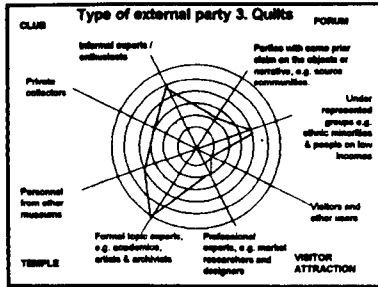 Type of external party 3. Quilts
CLUB
FORUM
Informal experts /
enthusiasts
Parties with some prior
claim on the objects or
narrative, e.g. source
communities.
Private
collectors
Under
represented
groups e.g.
ethnic minorities
& people on low
incomes
Personnel
from other
museums
Visitors and
other users
Formal topic experts,
e.g. academics,
artists & archivists
Professional
experts, e.g. market
researchers and
designers
TEMPLE
VISITOR
ATTRACTION